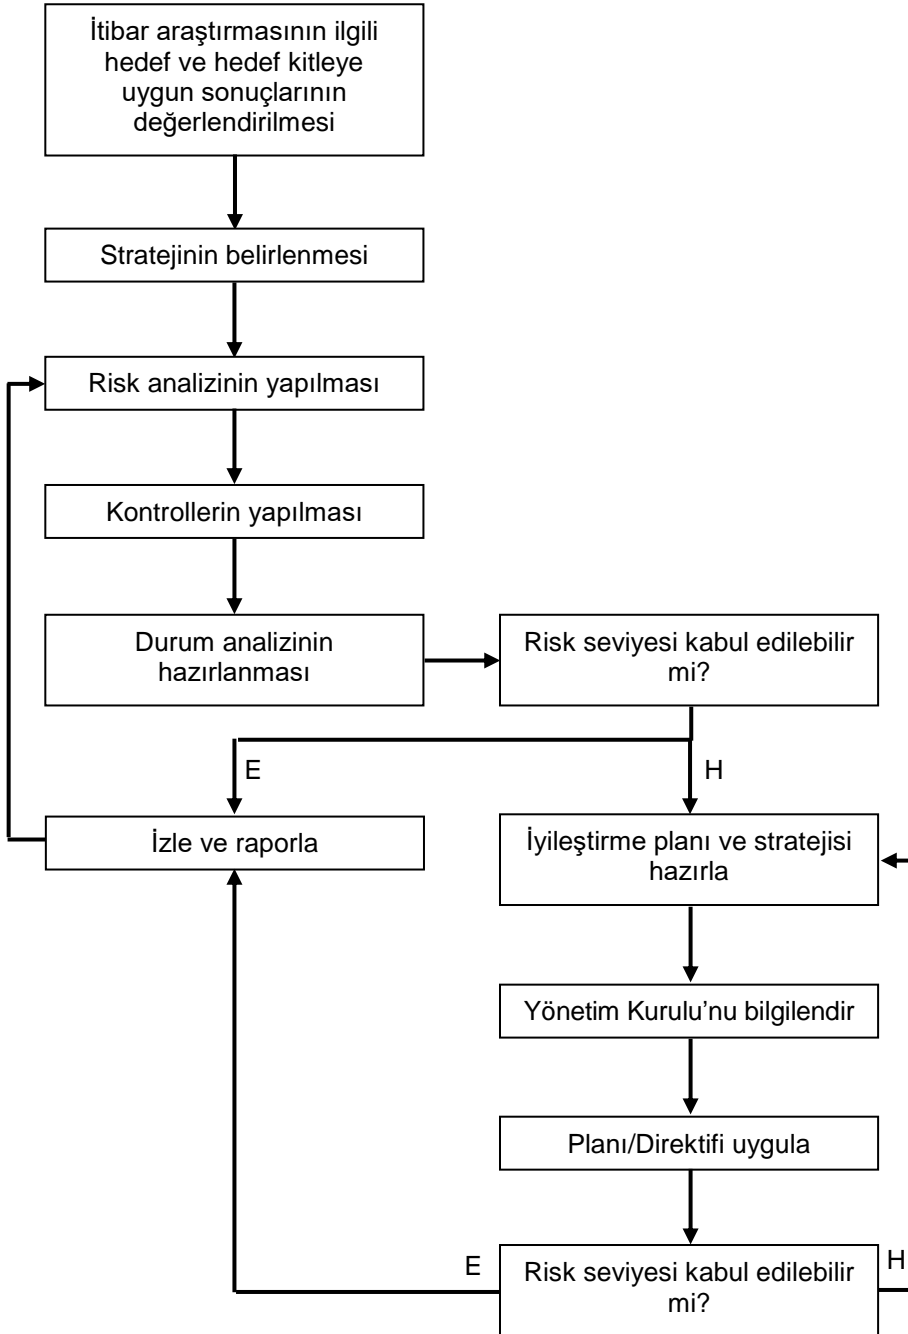 İtibar araştırmasının ilgili
hedef ve hedef kitleye
uygun sonuçlarının
değerlendirilmesi
Stratejinin belirlenmesi
Risk analizinin yapılması
Kontrollerin yapılması
Durum analizinin
hazırlanması
Risk seviyesi kabul edilebilir
mi?
E
H
İzle ve raporla
İyileştirme planı ve stratejisi
hazırla
Yönetim Kurulu’nu bilgilendir
Planı/Direktifi uygula
E
Risk seviyesi kabul edilebilir
mi?
H